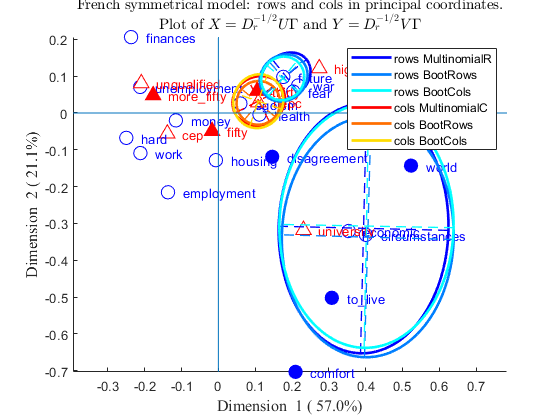 French symmetrical model: rows and cols in principal coordinates.
Plot of $X = D_r^{-1/2}U\Gamma$ and $Y = D_r^{-1/2}V\Gamma$
rows MultinomialR
rows BootRows
rows BootCols
cols MultinomialC
cols BootRows
cols BootCols
finances
unqualified
unemployment
more_fifty
future
war
fear
health
money
fifty
cep
hard
work
housing
disagreement
world
employment
circumstances
to_live
comfort
0.2
0.1
0
-0.1
-0.2
-0.3
-0.4
-0.5
-0.6
-0.7
-0.3 -0.2 -0.1 0 0.1 0.2 0.3 0.4 0.5 0.6 0.7
Dimension 2 ( 21.1%)
Dimension 1 ( 57.0%)